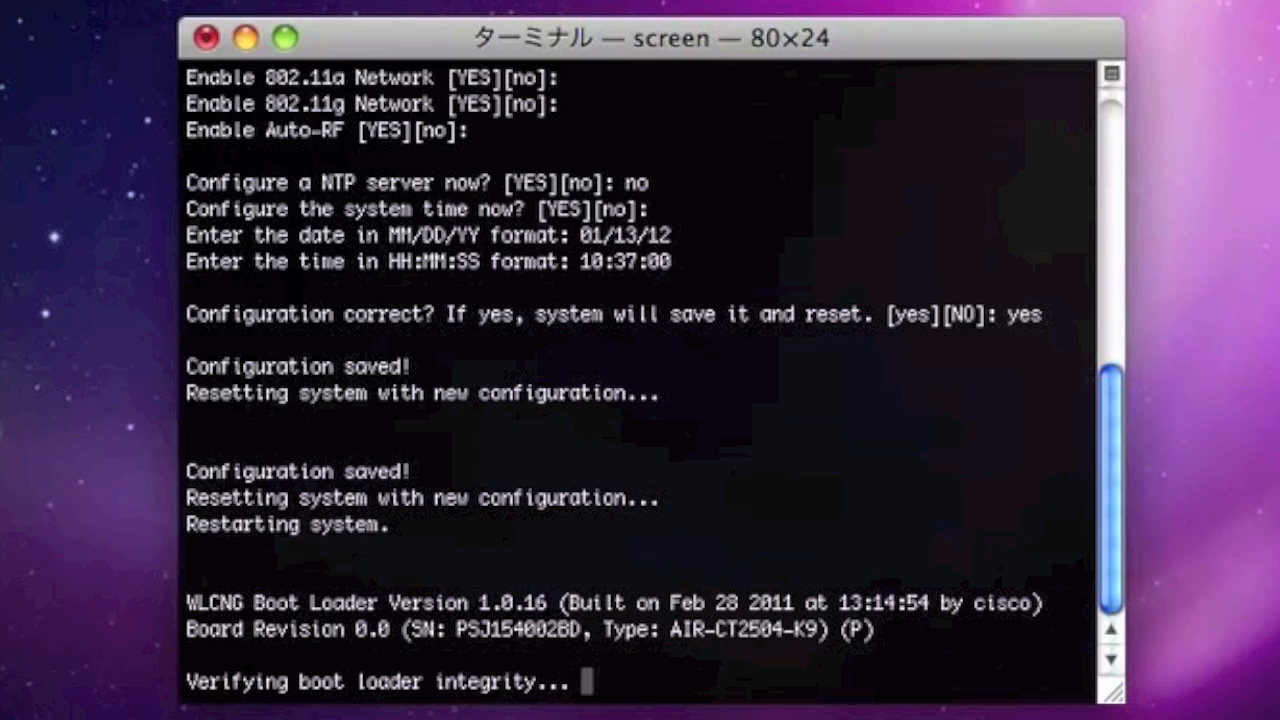 ターミナル — screen — 80×24
Enable 802.11a Network [YES][no]:
Enable 802.11g Network [YES][no]:
Enable Auto-RF [YES][no]:
Configure a NTP server now? [YES][no]: no
Configure the system time now? [YES][no]:
Enter the date in MM/DD/YY format: 01/13/12
Enter the time in HH:MM:SS format: 10:37:00
Configuration correct? If yes, system will save it and reset. [yes][NO]: yes
Configuration saved!
Resetting system with new configuration...
Configuration saved!
Resetting system with new configuration...
Restarting system.
WLCNG Boot Loader Version 1.0.16 (Built on Feb 28 2011 at 13:14:54 by cisco)
Board Revision 0.0 (SN: PSJ154002BD, Type: AIR-CT2504-K9) (P)
Verifying boot loader integrity...